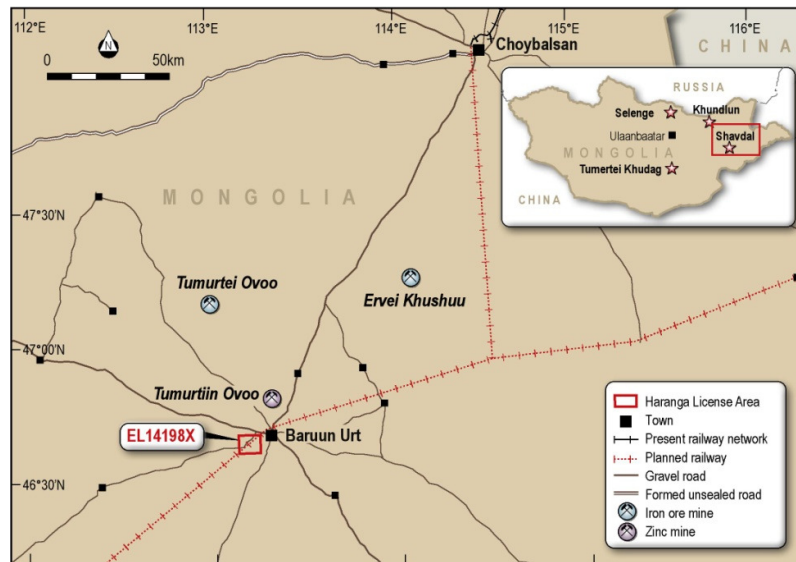 112°E
113°E
114°E
115°E
116°E
N
0
50km
Choybalsan
CHINA
RUSSIA
Selenge
Khundlun
Ulaanbaatar
Shavdal
MONGOLIA
Tumertei Khudag
CHINA
MONGOLIA
47°30'N
Tumurtei Ovoo
Ervei Khushuu
47°00'N
Tumurtiin Ovoo
EL14198X
Baruun Urt
46°30'N
Haranga License Area
Town
Present railway network
Planned railway
Gravel road
Formed unsealed road
Iron ore mine
Zinc mine